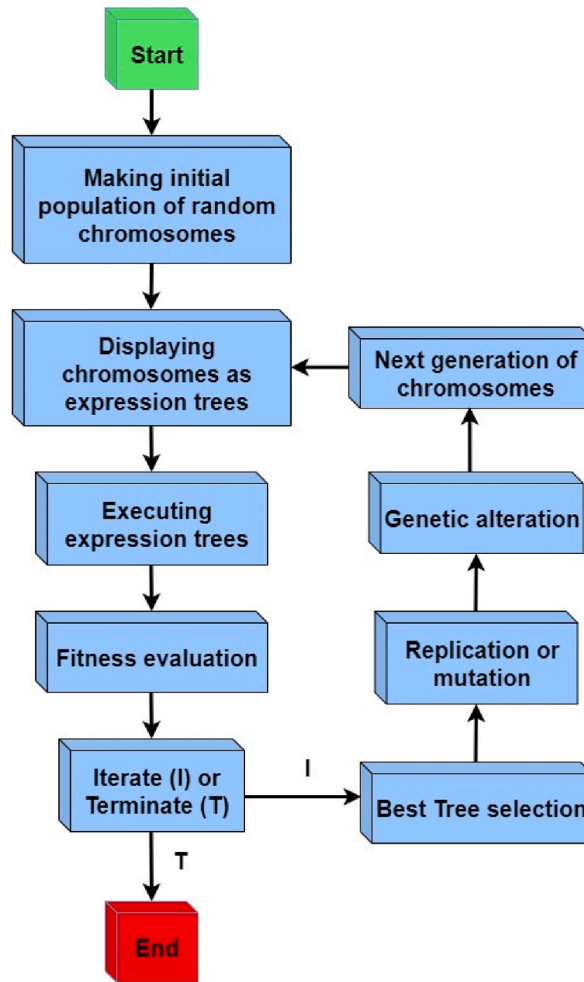 Start
Making initial
population of random
chromosomes
Displaying
chromosomes as
expression trees
Next generation of
chromosomes
Executing
expression trees
Genetic alteration
Fitness evaluation
Replication or
mutation
Iterate (I) or
Terminate (T)
I
Best Tree selection
T
End